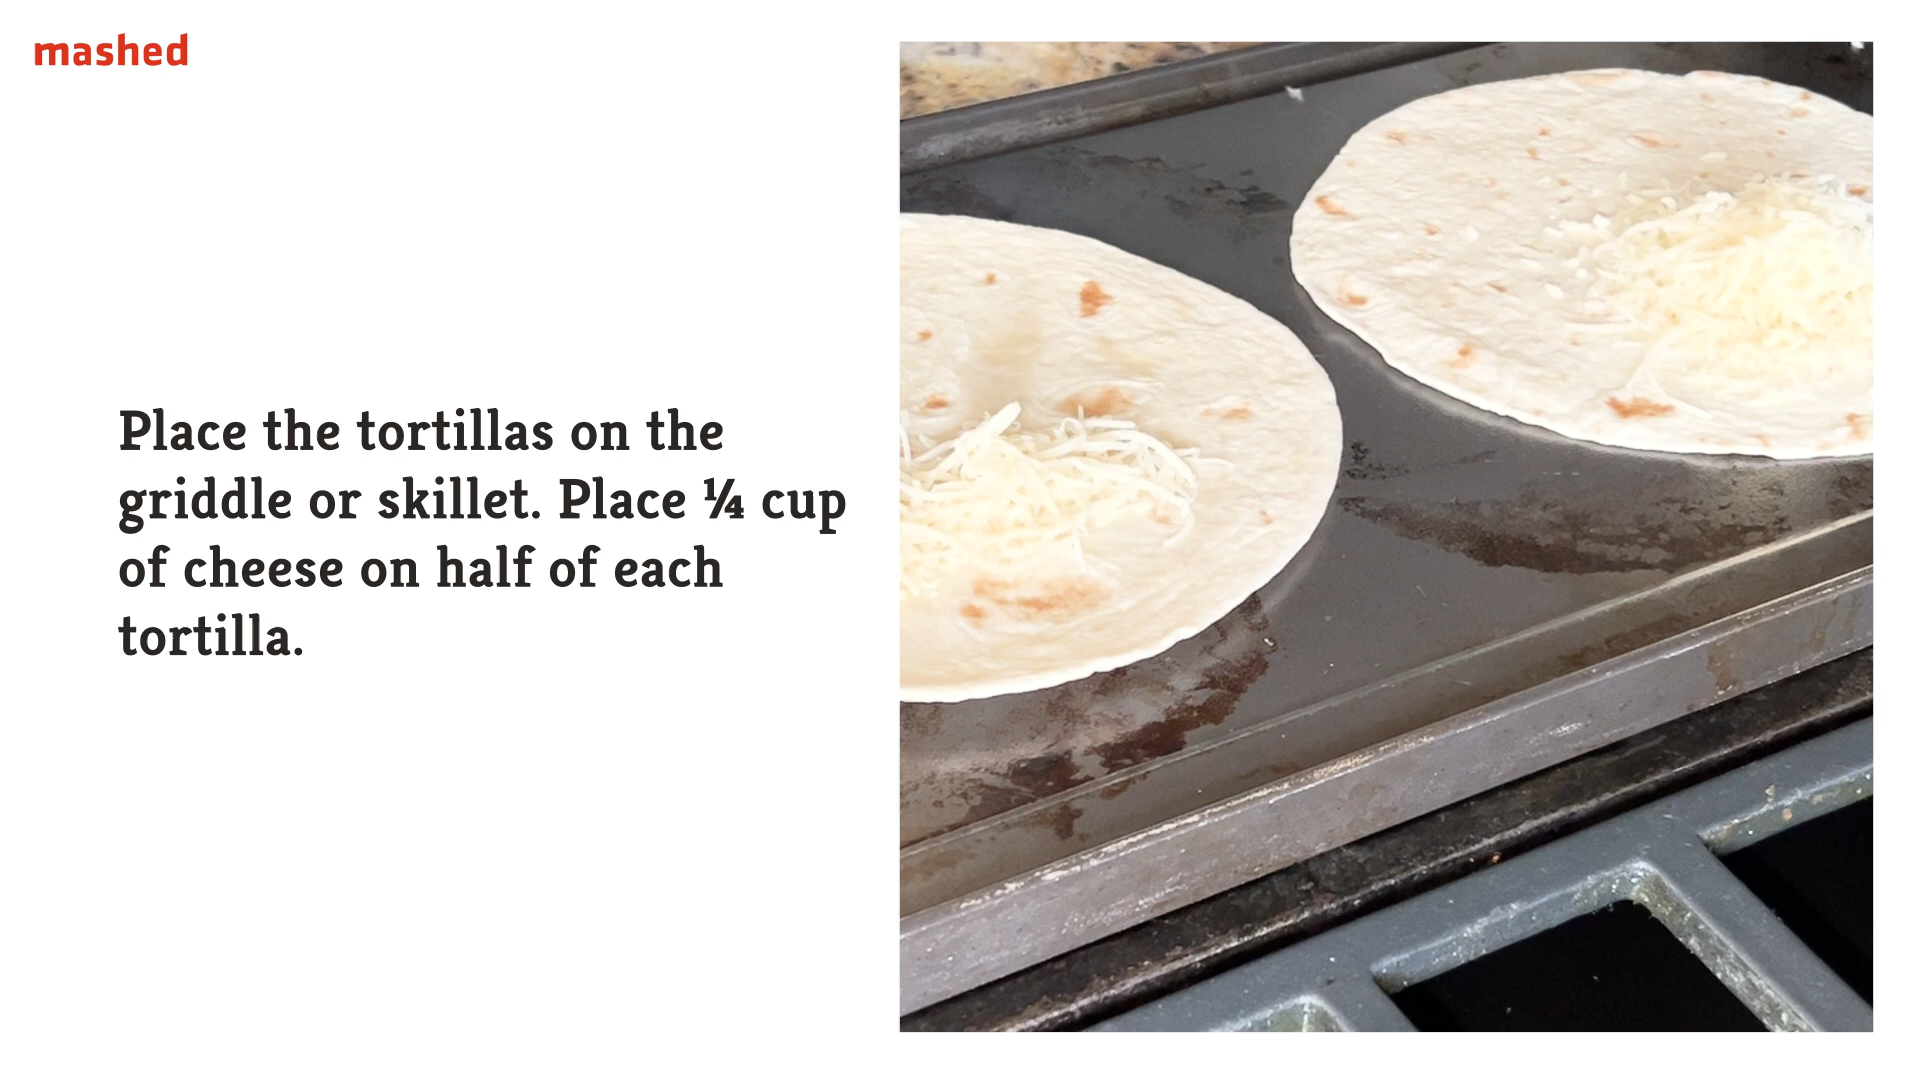 mashed
Place the tortillas on the
griddle or skillet. Place ¼ cup
of cheese on half of each
tortilla.